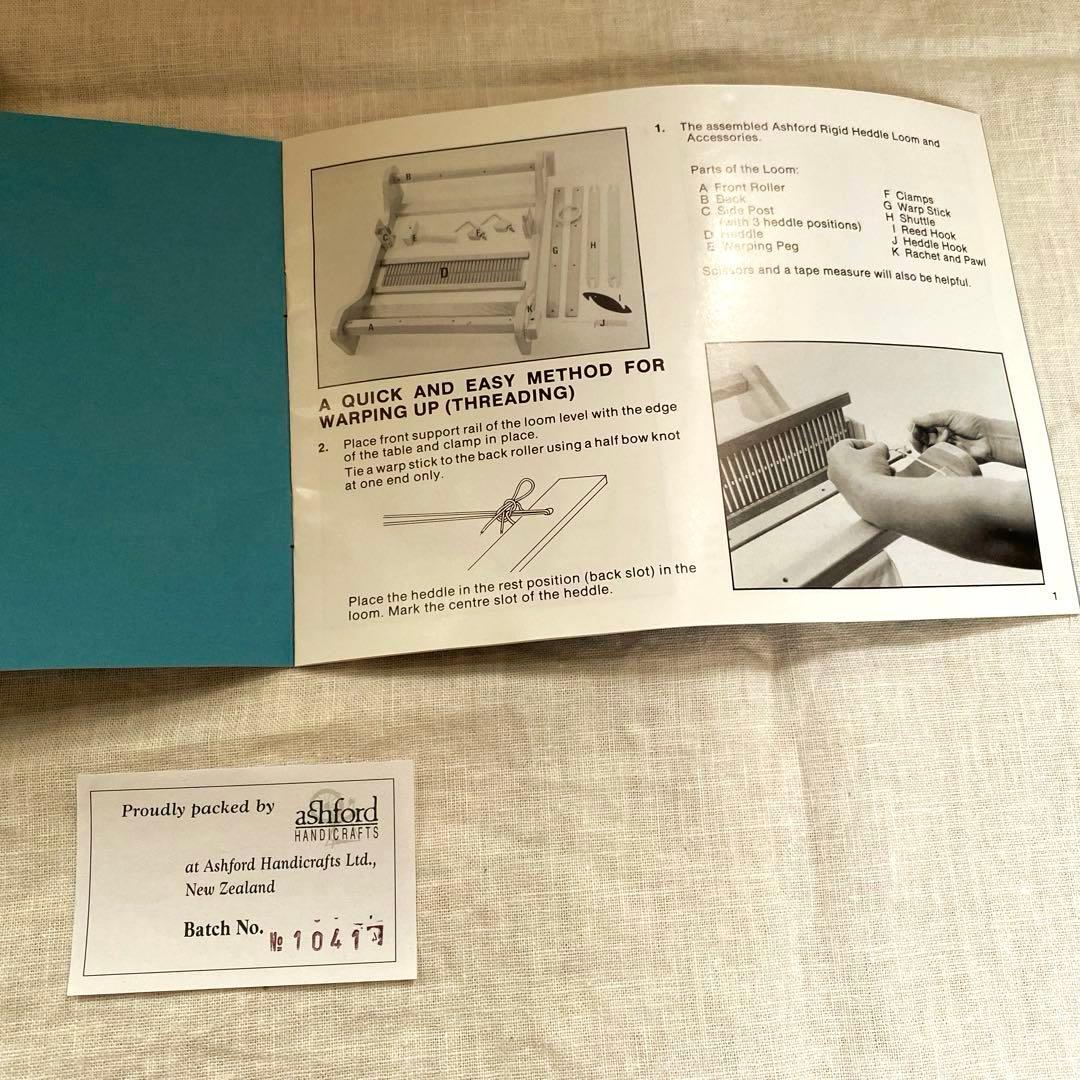 1. The assembled Ashford Rigid Heddle Loom and
Accessories.
Parts of the Loom:
A Front Roller
B Back
C Side Post
(with 3 heddle positions)
D Heddle
E Warping Peg
F Clamps
G Warp Stick
H Shuttle
I Reed Hook
J Heddle Hook
K Rachet and Pawl
Scissors and a tape measure will also be helpful.
B
C
E
F
G
H
D
I
J
K
A
A QUICK AND EASY METHOD FOR
WARPING UP (THREADING)
2. Place front support rail of the loom level with the edge
of the table and clamp in place.
Tie a warp stick to the back roller using a half bow knot
at one end only.
Place the heddle in the rest position (back slot) in the
loom. Mark the centre slot of the heddle.
1
Proudly packed by
ashford
HANDICRAFTS
at Ashford Handicrafts Ltd.,
New Zealand
Batch No. № 1041